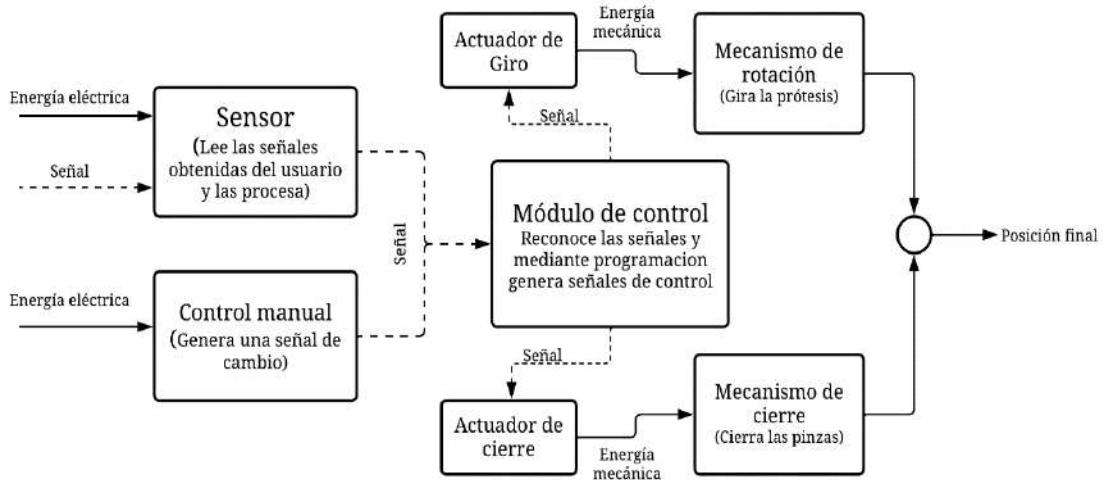 Energía eléctrica
Señal
Sensor
(Lee las señales
obtenidas del usuario
y las procesa)
Energía eléctrica
Control manual
(Genera una señal de
cambio)
Señal
Módulo de control
Reconoce las señales y
mediante programacion
genera señales de control
Señal
Actuador de
Giro
Energía
mecánica
Mecanismo de
rotación
(Gira la prótesis)
Señal
Actuador de
cierre
Energía
mecánica
Mecanismo de
cierre
(Cierra las pinzas)
Posición final